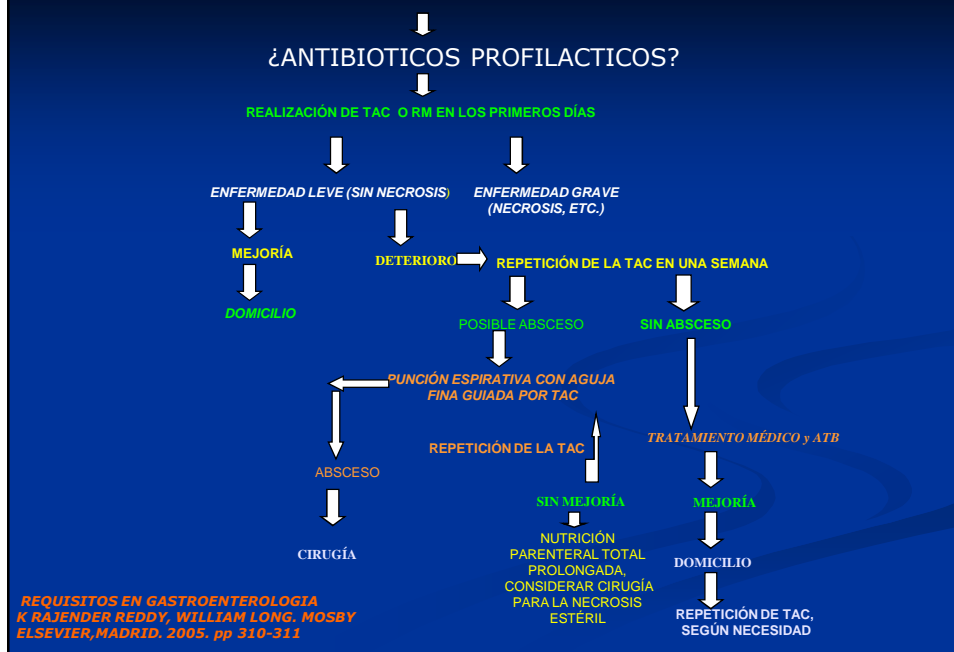 ¿ANTIBIOTICOS PROFILACTICOS?
REALIZACIÓN DE TAC O RM EN LOS PRIMEROS DÍAS
ENFERMEDAD LEVE (SIN NECROSIS)
ENFERMEDAD GRAVE
(NECROSIS, ETC.)
MEJORÍA
DETERIORO
REPETICIÓN DE LA TAC EN UNA SEMANA
DOMICILIO
POSIBLE ABSCESO
SIN ABSCESO
PUNCIÓN ESPIRATIVA CON AGUJA
FINA GUIADA POR TAC
TRATAMIENTO MÉDICO y ATB
REPETICIÓN DE LA TAC
ABSCESO
SIN MEJORÍA
MEJORÍA
CIRUGÍA
NUTRICIÓN
PARENTERAL TOTAL
PROLONGADA,
CONSIDERAR CIRUGÍA
PARA LA NECROSIS
ESTÉRIL
DOMICILIO
REPETICIÓN DE TAC,
SEGÚN NECESIDAD
REQUISITOS EN GASTROENTEROLOGIA
K RAJENDER REDDY, WILLIAM LONG. MOSBY
ELSEVIER,MADRID. 2005. pp 310-311